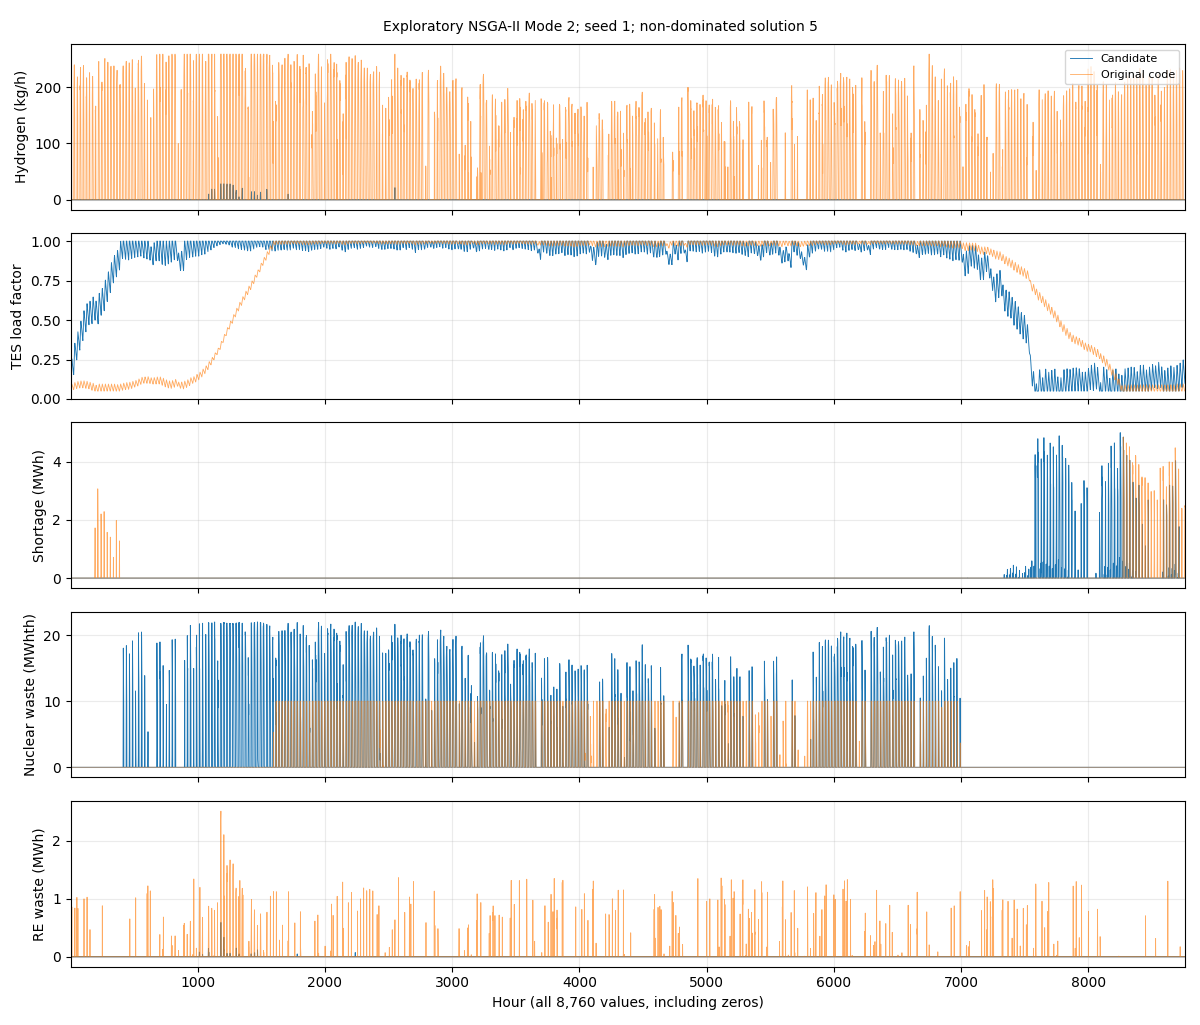 Exploratory NSGA-II Mode 2; seed 1; non-dominated solution 5
Hydrogen (kg/h)
200
100
0
Candidate
Original code
TES load factor
1.00
0.75
0.50
0.25
0.00
Shortage (MWh)
4
2
0
Nuclear waste (MWhth)
20
10
0
RE waste (MWh)
2
1
0
1000 2000 3000 4000 5000 6000 7000 8000
Hour (all 8,760 values, including zeros)